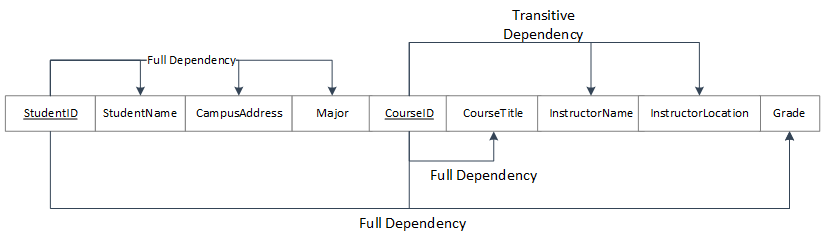 Transitive
Dependency
Full Dependency
StudentID StudentName CampusAddress Major CourseID CourseTitle InstructorName InstructorLocation Grade
Full Dependency
Full Dependency